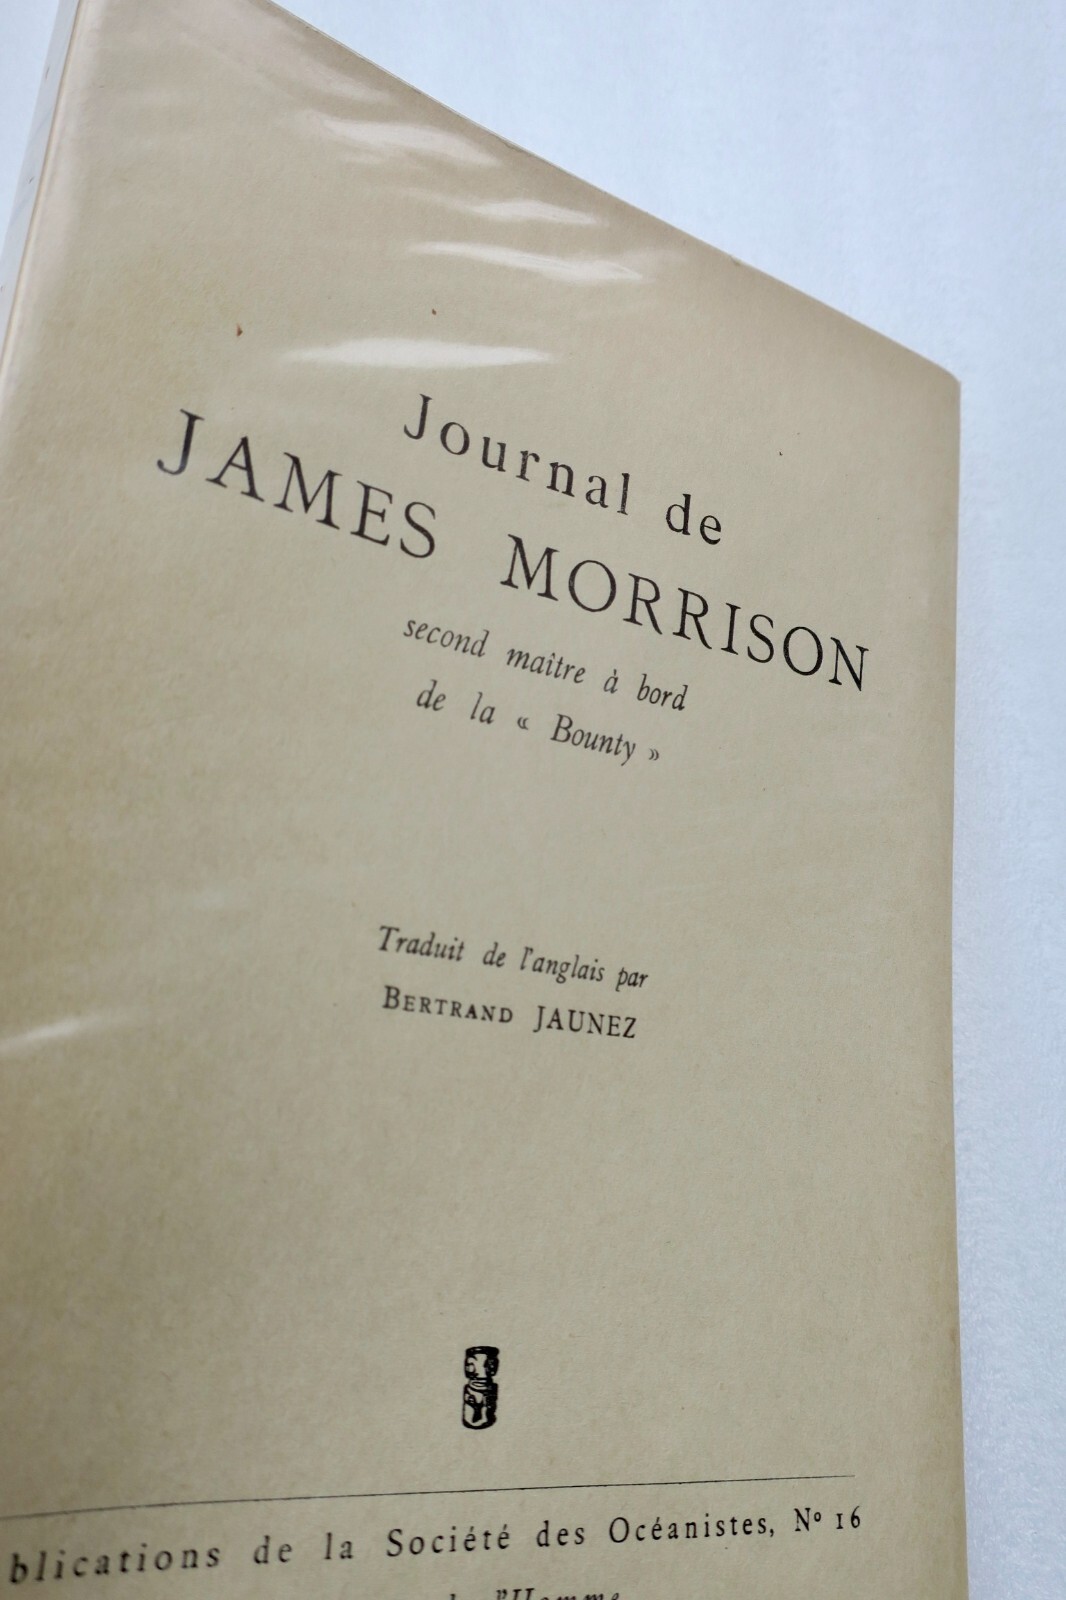 Journal de
JAMES MORRISON
second maître à bord
de la « Bounty »
Traduit de l'anglais par
BERTRAND JAUNEZ
blications de la Société des Océanistes, Nº 16